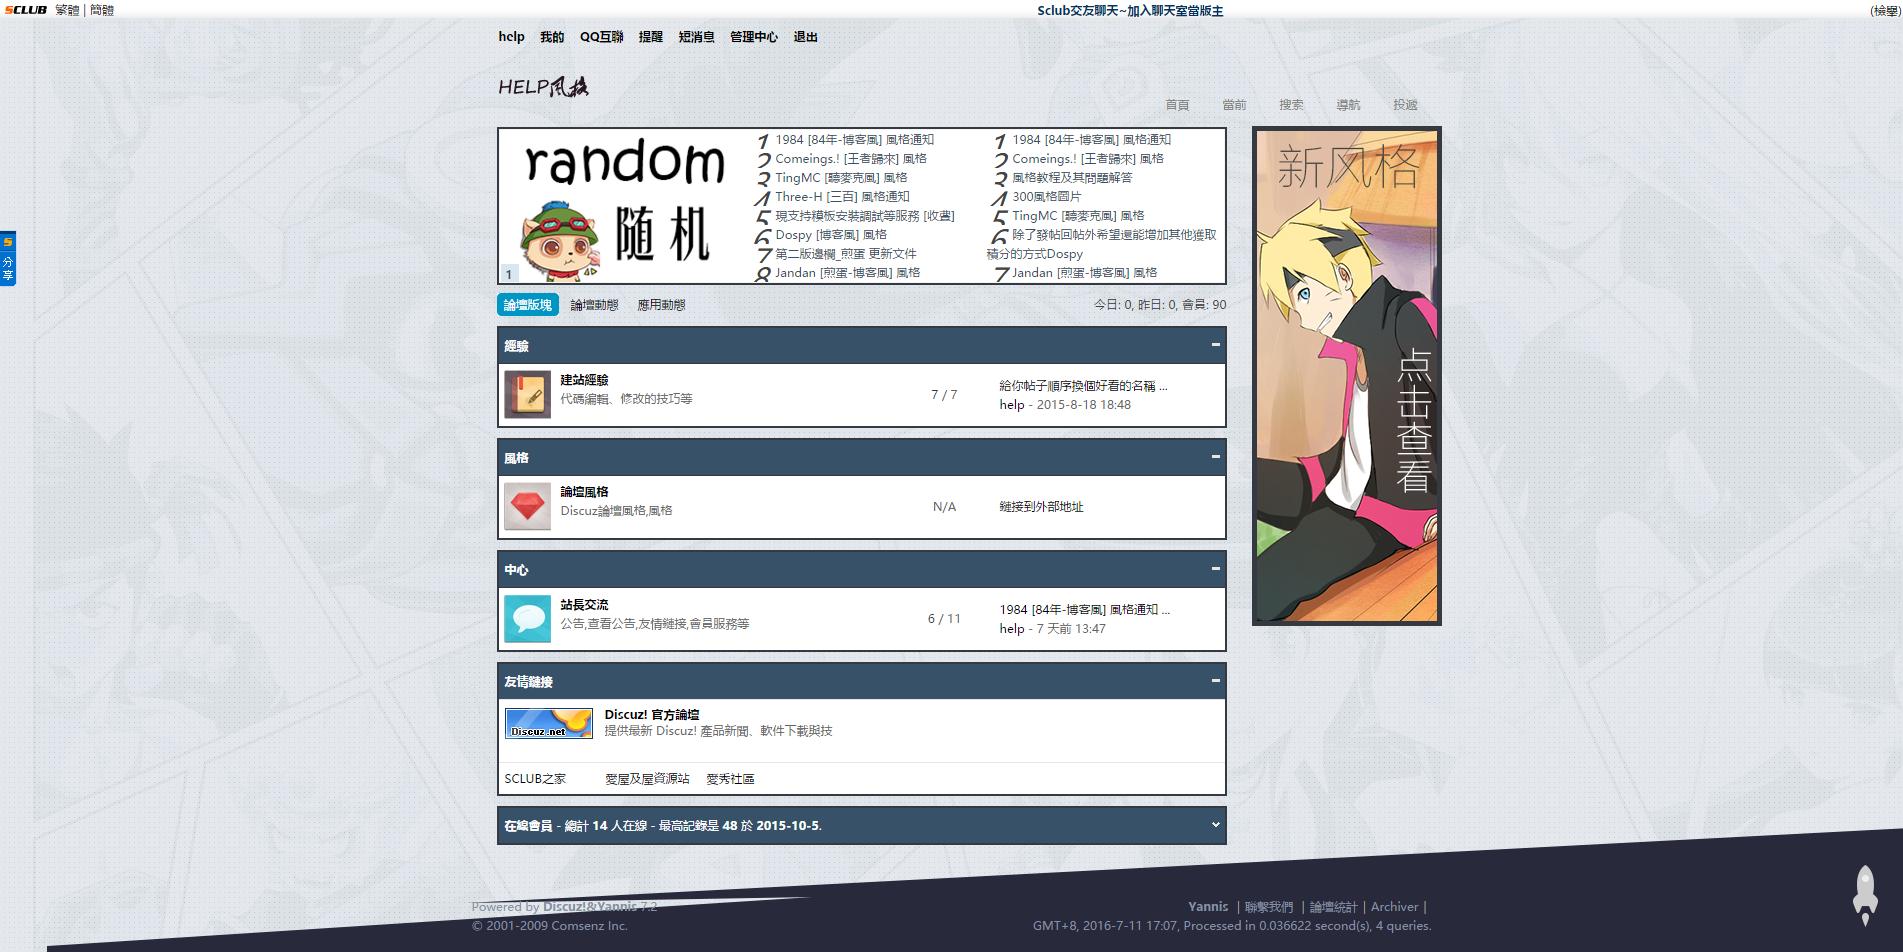 SCLUB 繁體 | 簡體
Sclub交友聊天~加入聊天室當版主
(檢舉)
help 我的 QQ互聯 提醒 短消息 管理中心 退出
HELP風格
首頁 當前 搜索 導航 投遞
random
随机
1
1 1984 [84年-博客風] 風格通知
2 Comeings.! [王者歸來] 風格
3 TingMC [聽麥克風] 風格
4 Three-H [三百] 風格通知
5 現支持模板安裝調試等服務 [收費]
6 Dospy [博客風] 風格
7 第二版邊欄_煎蛋 更新文件
8 Jandan [煎蛋-博客風] 風格
1 1984 [84年-博客風] 風格通知
2 Comeings.! [王者歸來] 風格
3 風格教程及其問題解答
4 300風格圖片
5 TingMC [聽麥克風] 風格
6 除了發帖回帖外希望還能增加其他獲取
積分的方式Dospy
7 Jandan [煎蛋-博客風] 風格
新风格
点击查看
S
分
享
論壇版塊 論壇動態 應用動態
今日: 0, 昨日: 0, 會員: 90
經驗
建站經驗
代碼編輯、修改的技巧等
7 / 7
給你帖子順序換個好看的名稱 ...
help - 2015-8-18 18:48
風格
論壇風格
Discuz論壇風格,風格
N/A
鏈接到外部地址
中心
站長交流
公告,查看公告,友情鏈接,會員服務等
6 / 11
1984 [84年-博客風] 風格通知 ...
help - 7 天前 13:47
友情鏈接
Discuz.net
Discuz! 官方論壇
提供最新 Discuz! 產品新聞、軟件下載與技
SCLUB之家 愛屋及屋資源站 愛秀社區
在線會員 - 總計 14 人在線 - 最高記錄是 48 於 2015-10-5.
Powered by Discuz!&Yannis 7.2
© 2001-2009 Comsenz Inc.
Yannis | 聯繫我們 | 論壇統計 | Archiver |
GMT+8, 2016-7-11 17:07, Processed in 0.036622 second(s), 4 queries.